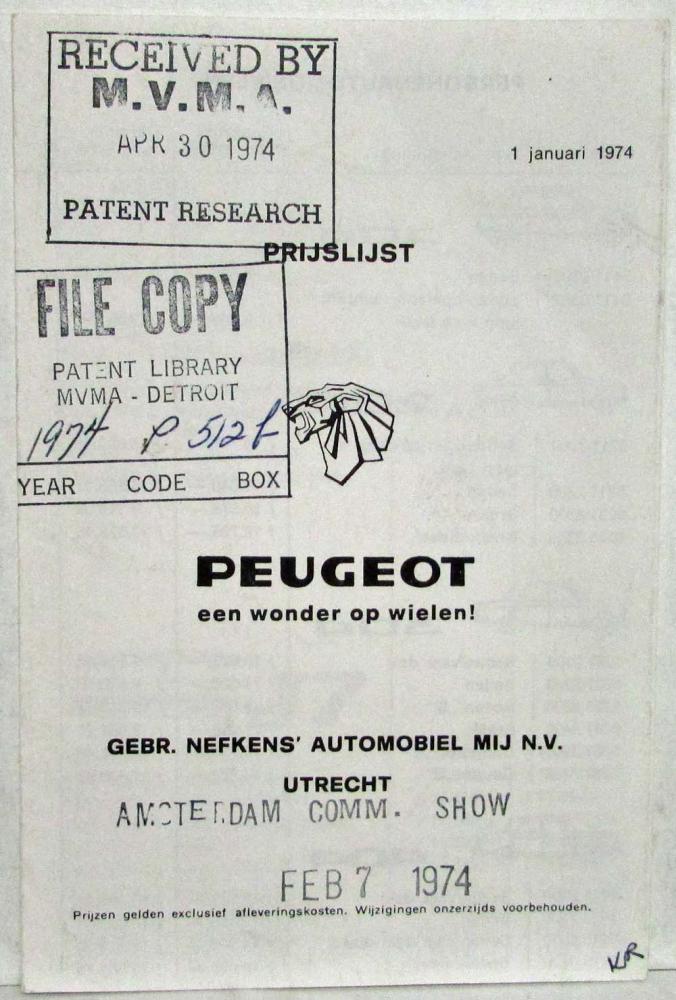 RECEIVED BY
M.V.M.A.
APR 30 1974
PATENT RESEARCH
1 januari 1974
PRIJSLIJST
FILE COPY
PATENT LIBRARY
MVMA - DETROIT
1974 P 512f
YEAR CODE BOX
PEUGEOT
een wonder op wielen!
GEBR. NEFKENS' AUTOMOBIEL MIJ N.V.
UTRECHT
AMSTERDAM COMM. SHOW
FEB 7 1974
Prijzen gelden exclusief afleveringskosten. Wijzigingen onzerzijds voorbehouden.
KR